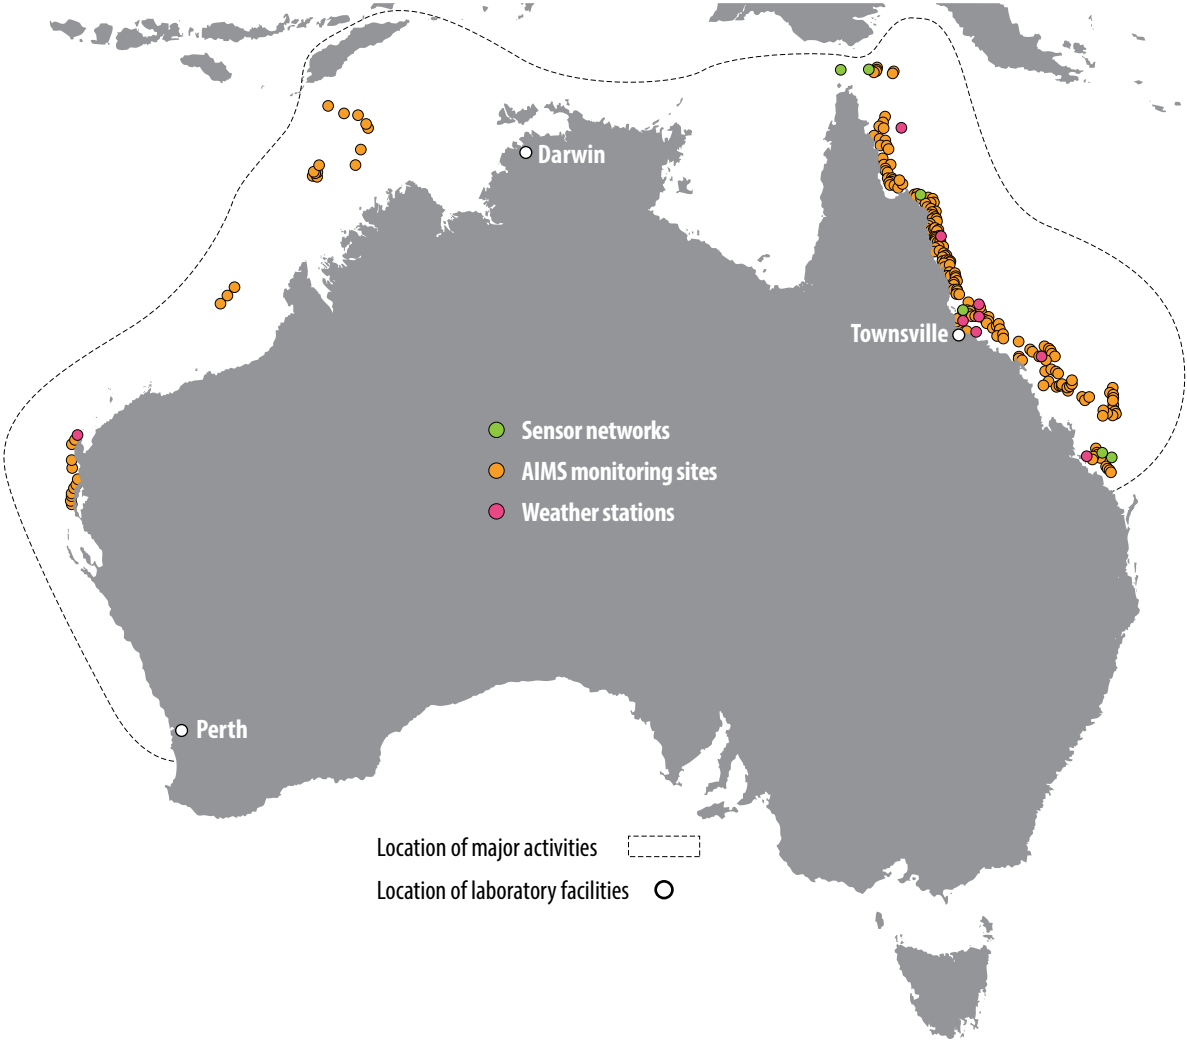 Darwin
Townsville
Sensor networks
AIMS monitoring sites
Weather stations
Perth
Location of major activities
Location of laboratory facilities